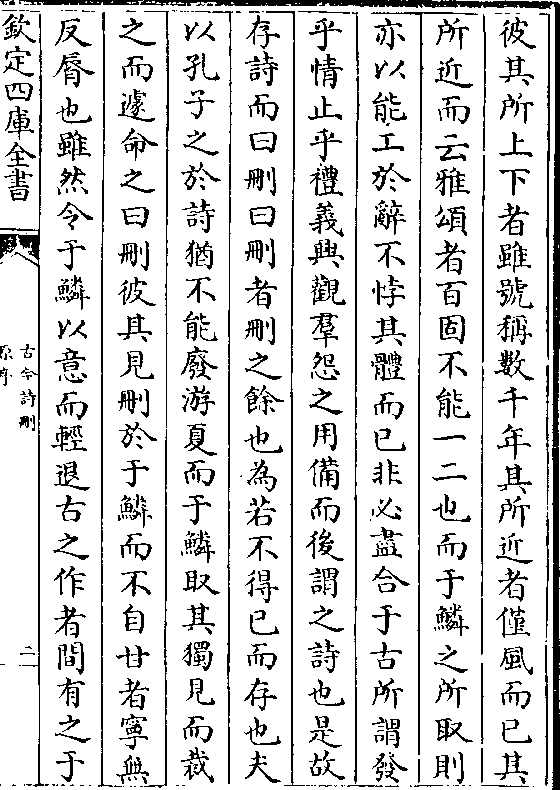 彼其所上下者雖號稱數千年其所近者僅風而已其
所近而云雅頌者百固不能一二也而于鱗之所取則
亦以能工於辭不悖其體而已非必盡合于古所謂發
乎情止乎禮義興觀羣怨之用備而後謂之詩也是故
存詩而曰刪曰刪者刪之餘也為若不得已而存也夫
以孔子之於詩猶不能廢游夏而于鱗取其獨見而裁
之而遽命之曰刪彼其見刪於于鱗而不自甘者寧無
反脣也雖然令于鱗以意而輕退古之作者間有之于
欽定四庫全書
古今詩刪
原序
二